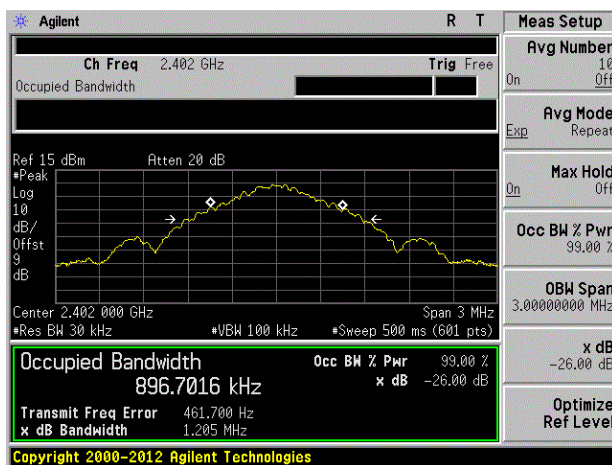 Agilent R T Meas Setup
Ch Freq 2.402 GHz Trig Free
Occupied Bandwidth
Avg Number
10
On Off
Avg Mode
Exp Repeat
Max Hold
On Off
Occ BW % Pwr
99.00 %
OBW Span
3.00000000 MHz
x dB
-26.00 dB
Optimize
Ref Level
Ref 15 dBm Atten 20 dB
#Peak
Log
10
dB/
Offst
9
dB
Center 2.402 000 GHz Span 3 MHz
#Res BW 30 kHz #VBW 100 kHz #Sweep 500 ms (601 pts)
Occupied Bandwidth Occ BW % Pwr 99.00 %
896.7016 kHz x dB -26.00 dB
Transmit Freq Error 461.700 Hz
x dB Bandwidth 1.205 MHz
Copyright 2000-2012 Agilent Technologies